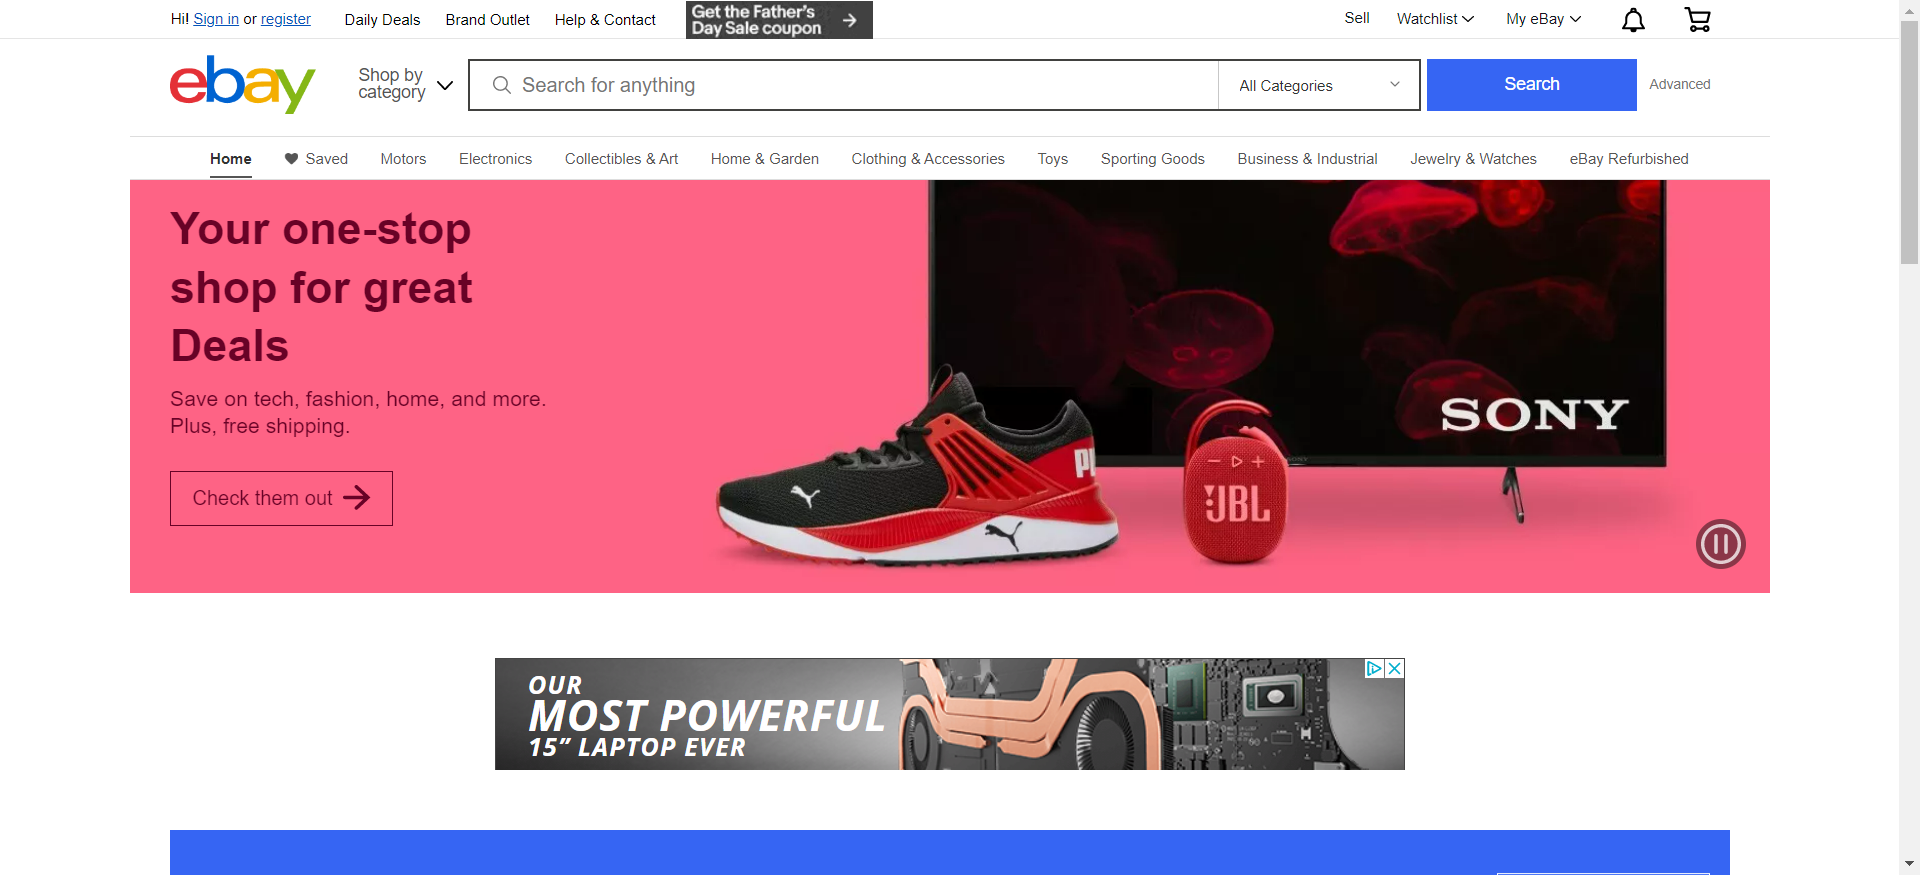 Hi! Sign in or register
Daily Deals
Brand Outlet
Help & Contact
Get the Father's
Day Sale coupon
Sell
Watchlist
My eBay
ebay
Shop by
category
Search for anything
All Categories
Search
Advanced
Home
Saved
Motors
Electronics
Collectibles & Art
Home & Garden
Clothing & Accessories
Toys
Sporting Goods
Business & Industrial
Jewelry & Watches
eBay Refurbished
Your one-stop
shop for great
Deals
Save on tech, fashion, home, and more.
Plus, free shipping.
Check them out
SONY
JBL
OUR
MOST POWERFUL
15” LAPTOP EVER